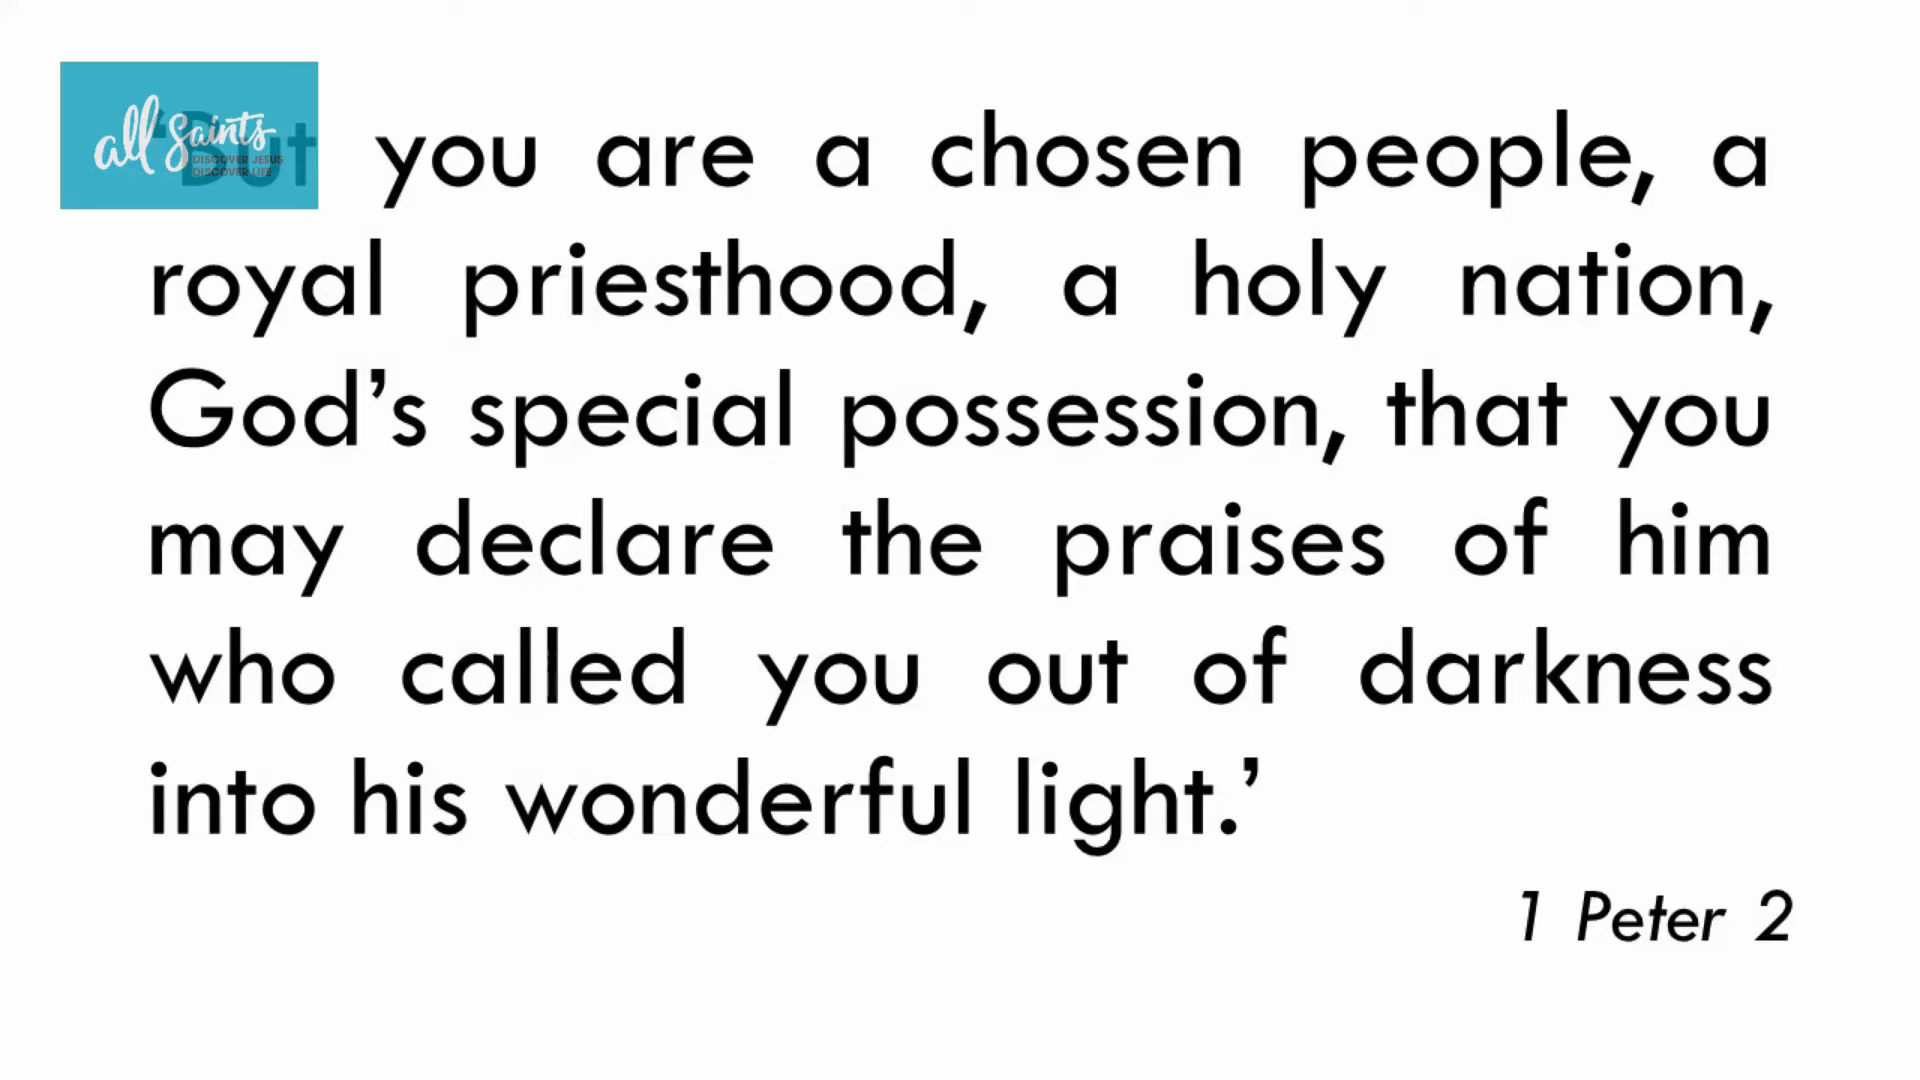 all Saints
DISCOVER JESUS
DISCOVER LIFE
‘But you are a chosen people, a
royal priesthood, a holy nation,
God’s special possession, that you
may declare the praises of him
who called you out of darkness
into his wonderful light.’
1 Peter 2